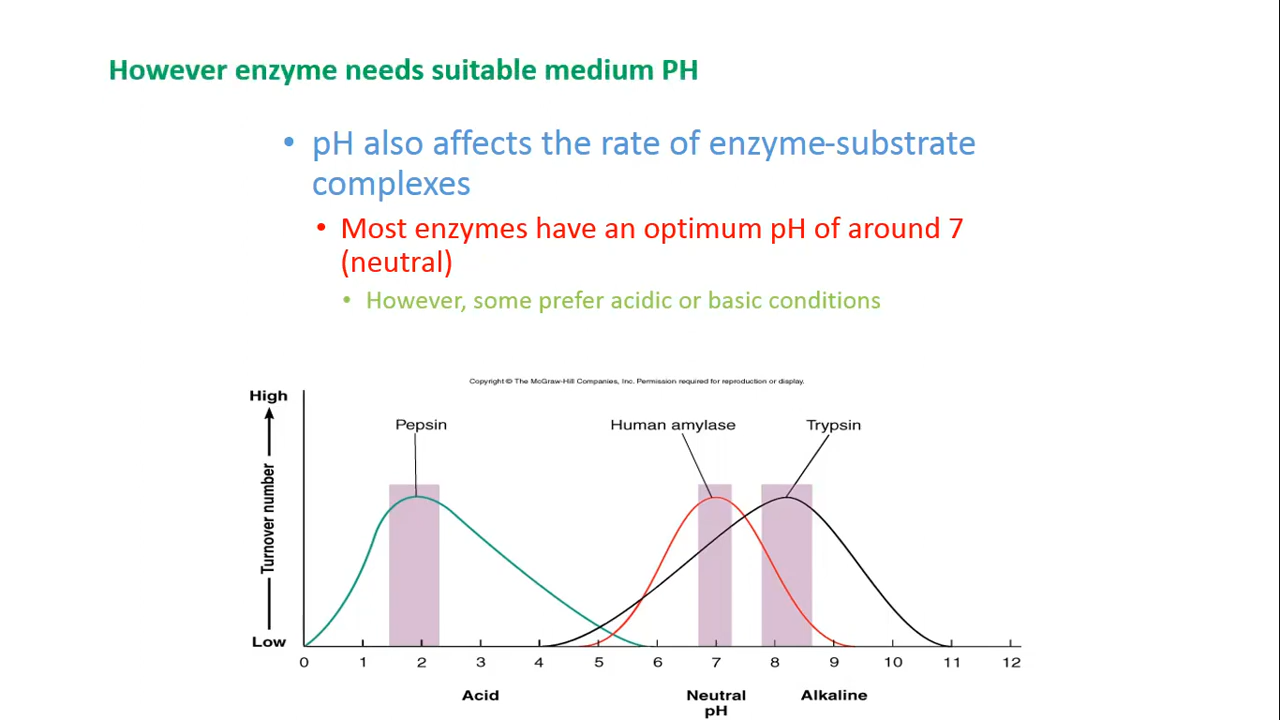 However enzyme needs suitable medium PH
• pH also affects the rate of enzyme-substrate
complexes
• Most enzymes have an optimum pH of around 7
(neutral)
• However, some prefer acidic or basic conditions
Copyright © The McGraw-Hill Companies, Inc. Permission required for reproduction or display.
High
Pepsin
Human amylase
Trypsin
Turnover number
Low
0 1 2 3 4 5 6 7 8 9 10 11 12
Acid
Neutral
pH
Alkaline